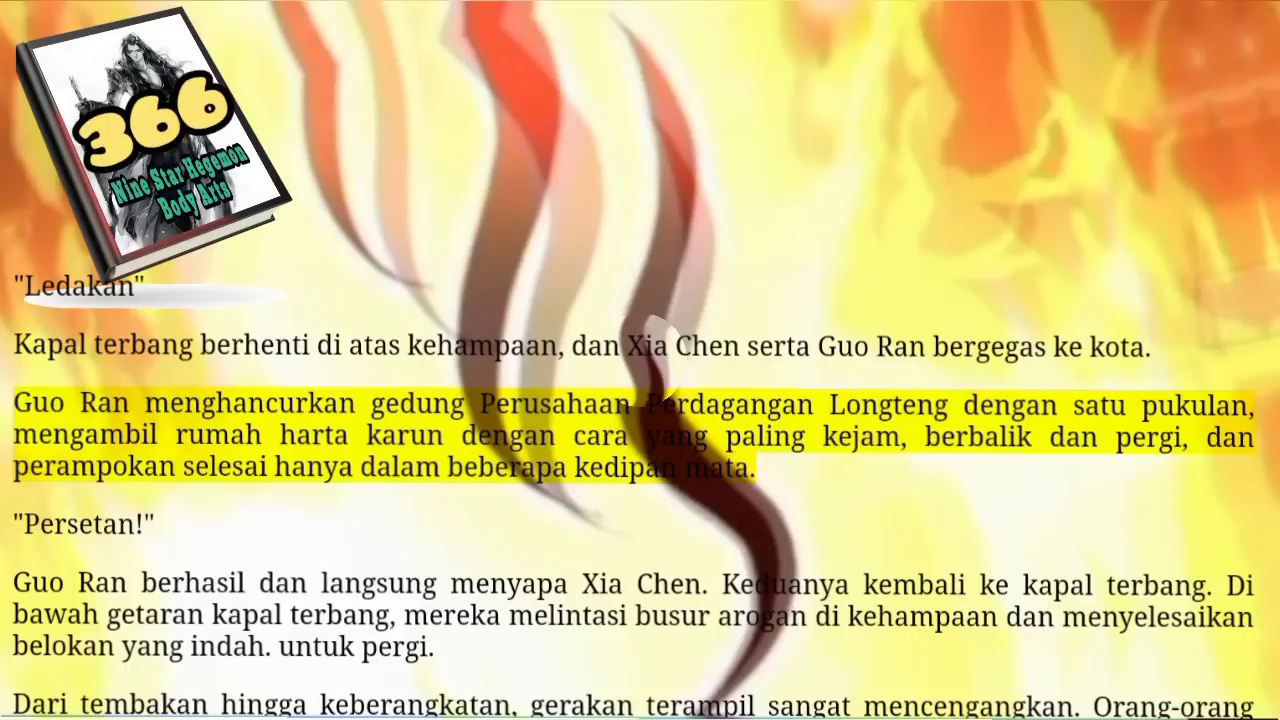 366
Nine Star Hegemon
Body Arts
"Ledakan"
Kapal terbang berhenti di atas kehampaan, dan Xia Chen serta Guo Ran bergegas ke kota.
Guo Ran menghancurkan gedung Perusahaan Perdagangan Longteng dengan satu pukulan,
mengambil rumah harta karun dengan cara yang paling kejam, berbalik dan pergi, dan
perampokan selesai hanya dalam beberapa kedipan mata.
"Persetan!"
Guo Ran berhasil dan langsung menyapa Xia Chen. Keduanya kembali ke kapal terbang. Di
bawah getaran kapal terbang, mereka melintasi busur arogan di kehampaan dan menyelesaikan
belokan yang indah. untuk pergi.
Dari tembakan hingga keberangkatan, gerakan terampil sangat mencengangkan. Orang-orang